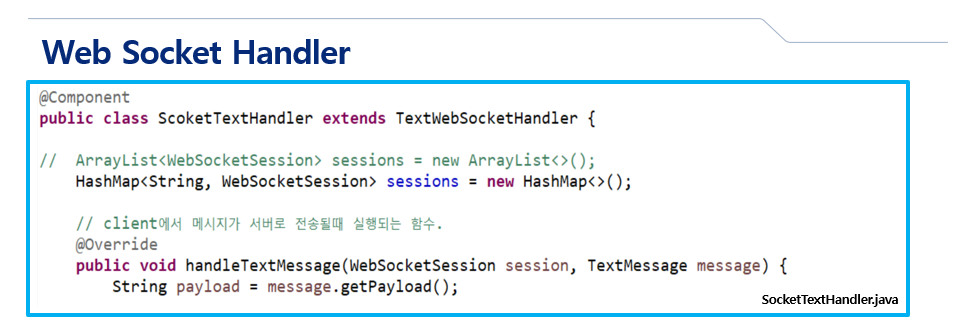 Web Socket Handler
@Component
public class ScoketTextHandler extends TextWebSocketHandler {
//  ArrayList<WebSocketSession> sessions = new ArrayList<>();
    HashMap<String, WebSocketSession> sessions = new HashMap<>();
    // client에서 메시지가 서버로 전송될때 실행되는 함수.
    @Override
    public void handleTextMessage(WebSocketSession session, TextMessage message) {
        String payload = message.getPayload();
SocketTextHandler.java